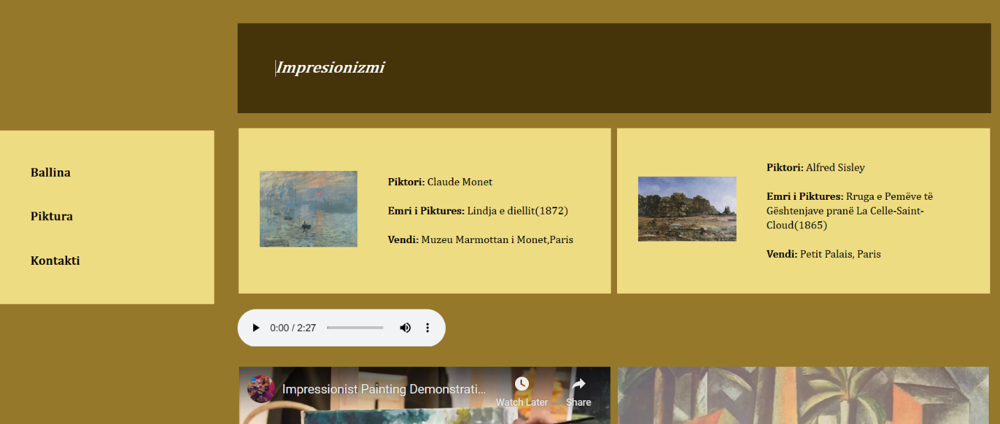 Impresionizmi
Ballina
Piktura
Kontakti
Piktori: Claude Monet
Emri i Piktures: Lindja e diellit(1872)
Vendi: Muzeu Marmottan i Monet,Paris
Piktori: Alfred Sisley
Emri i Piktures: Rruga e Pemëve të
Gështenjave pranë La Celle-Saint-
Cloud(1865)
Vendi: Petit Palais, Paris
0:00 / 2:27
Impressionist Painting Demonstrati...
Watch Later
Share